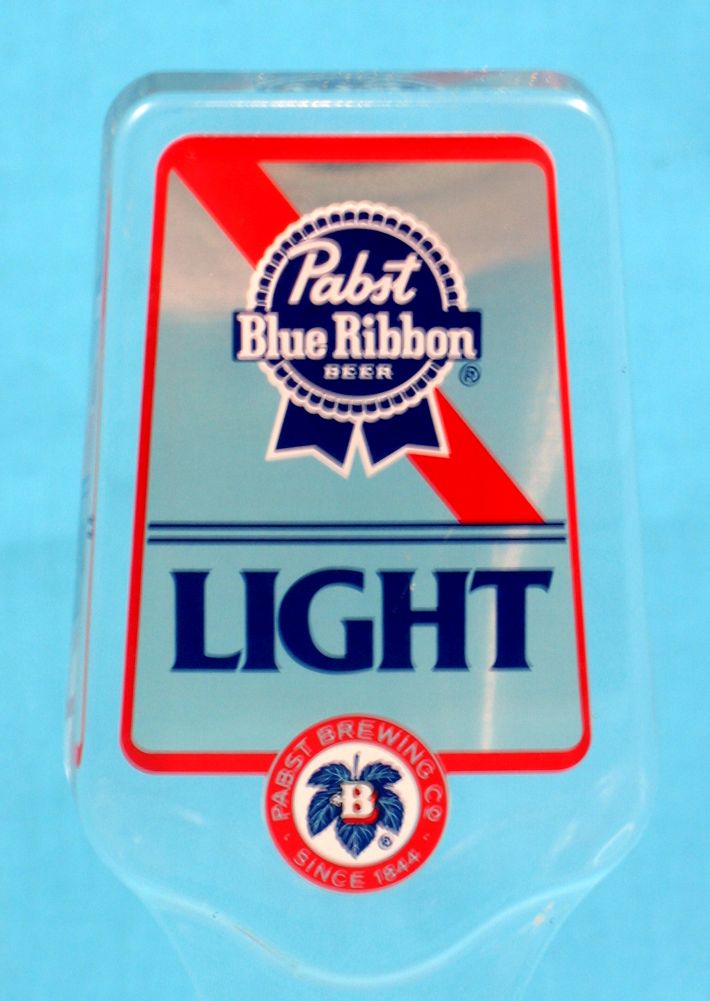 Pabst
Blue Ribbon
BEER
®
LIGHT
PABST BREWING CO
B
®
· SINCE 1844 ·